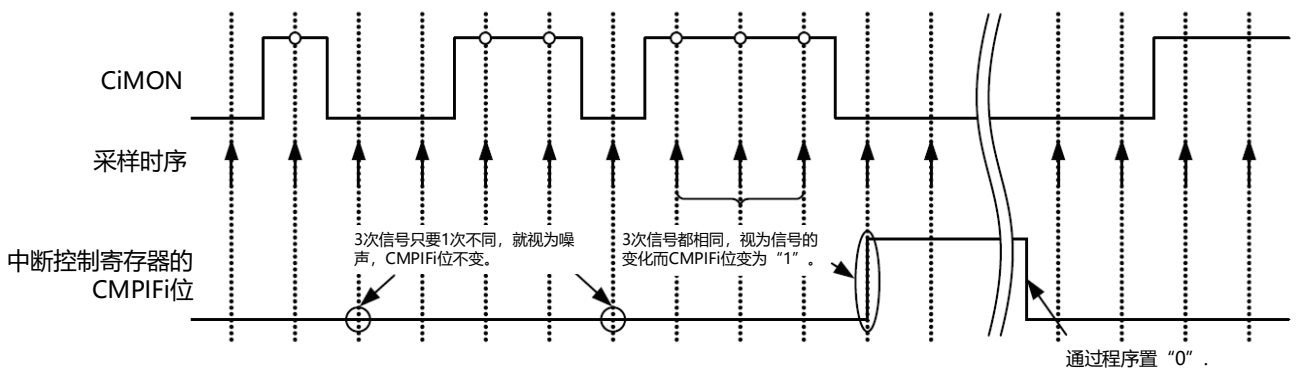 CiMON
采样时序
3次信号只要1次不同，就视为噪
声，CMPIFi位不变。
3次信号都相同，视为信号的
变化而CMPIFi位变为“1”。
中断控制寄存器的
CMPIFi位
通过程序置“0”.